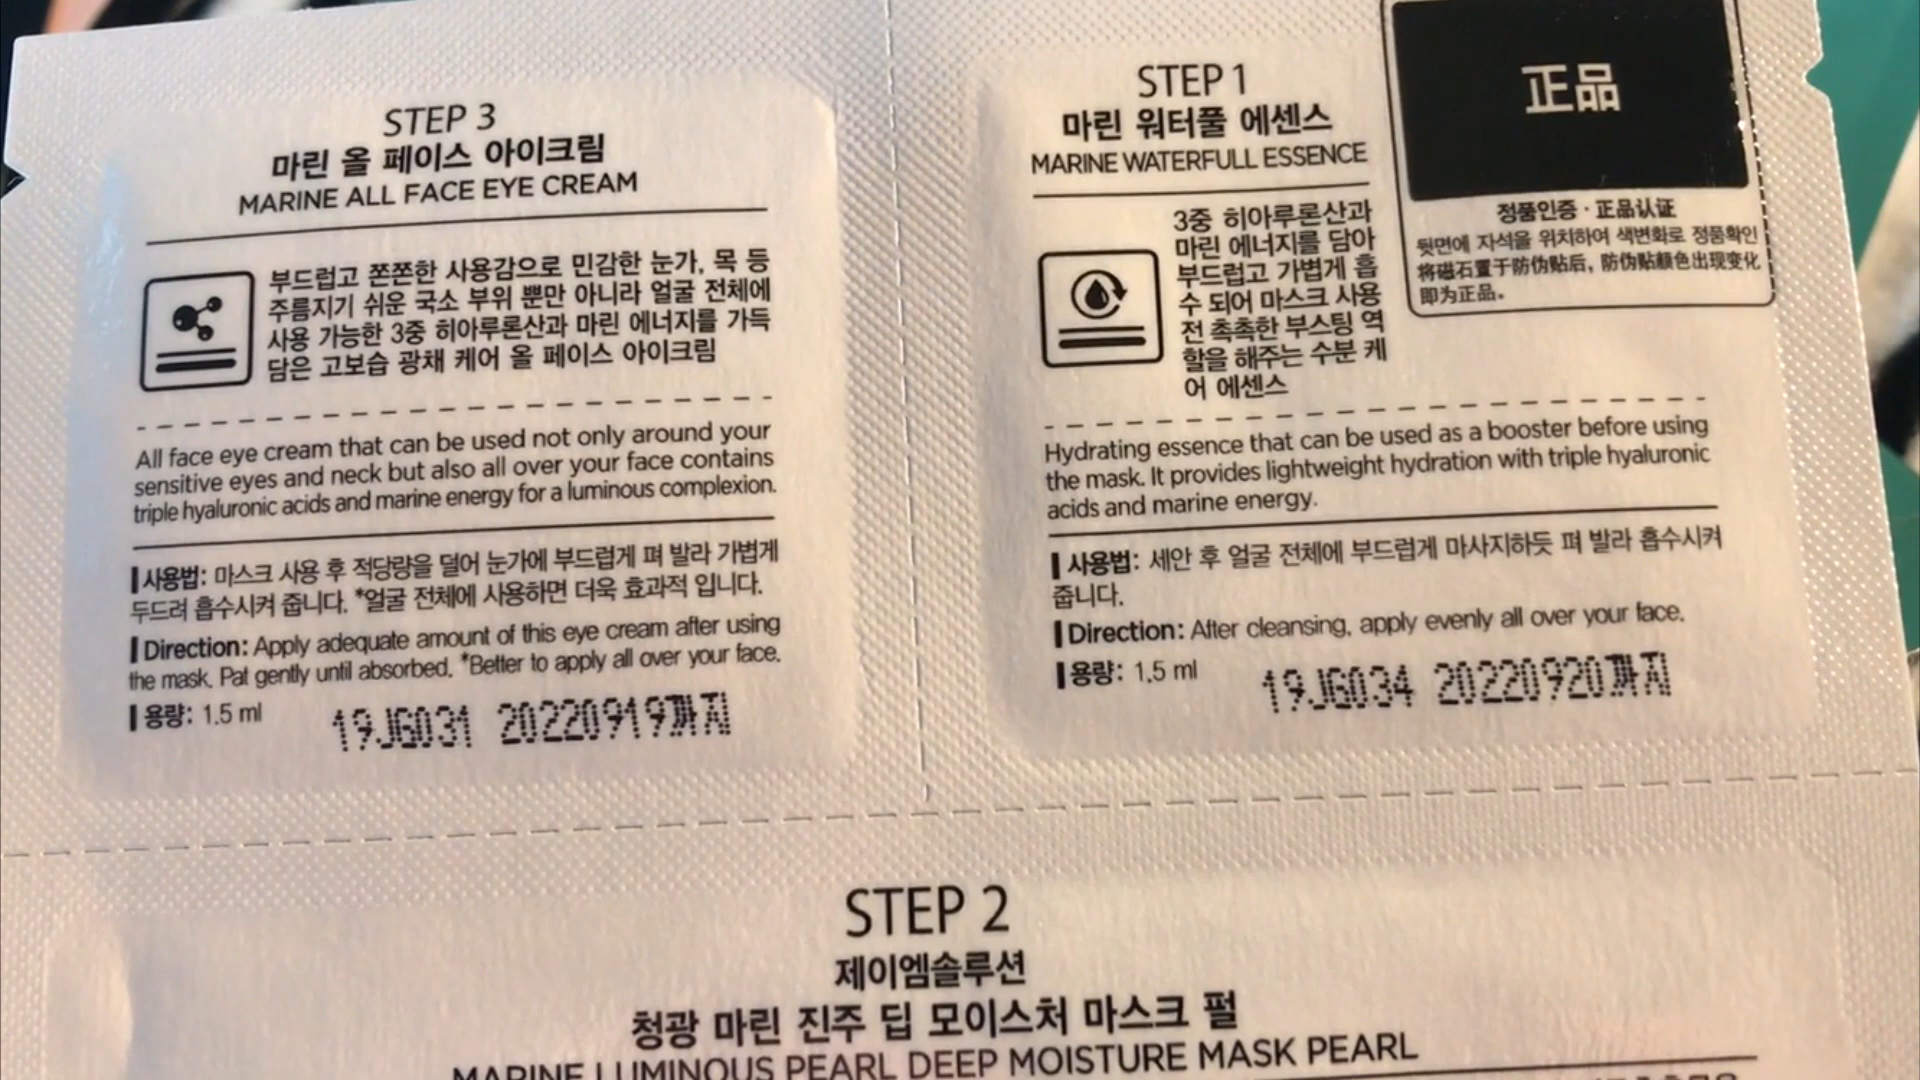 STEP 3
마린 올 페이스 아이크림
MARINE ALL FACE EYE CREAM
부드럽고 쫀쫀한 사용감으로 민감한 눈가, 목 등
주름지기 쉬운 국소 부위 뿐만 아니라 얼굴 전체에
사용 가능한 3중 히아루론산과 마린 에너지를 가득
담은 고보습 광채 케어 올 페이스 아이크림
All face eye cream that can be used not only around your
sensitive eyes and neck but also all over your face contains
triple hyaluronic acids and marine energy for a luminous complexion.
사용법: 마스크 사용 후 적당량을 덜어 눈가에 부드럽게 펴 발라 가볍게
두드려 흡수시켜 줍니다. *얼굴 전체에 사용하면 더욱 효과적 입니다.
Direction: Apply adequate amount of this eye cream after using
the mask. Pat gently until absorbed. *Better to apply all over your face.
용량: 1.5 ml
19JG031 20220919까지
STEP 1
마린 워터풀 에센스
MARINE WATERFULL ESSENCE
3중 히아루론산과
마린 에너지를 담아
부드럽고 가볍게 흡
수 되어 마스크 사용
전 촉촉한 부스팅 역
할을 해주는 수분 케
어 에센스
Hydrating essence that can be used as a booster before using
the mask. It provides lightweight hydration with triple hyaluronic
acids and marine energy.
사용법: 세안 후 얼굴 전체에 부드럽게 마사지하듯 펴 발라 흡수시켜
줍니다.
Direction: After cleansing, apply evenly all over your face.
용량: 1.5 ml
19JG034 20220920까지
正品
정품인증 · 正品认证
뒷면에 자석을 위치하여 색변화로 정품확인
将磁石置于防伪贴后, 防伪贴颜色出现变化
即为正品。
STEP 2
제이엠솔루션
청광 마린 진주 딥 모이스처 마스크 펄
MARINE LUMINOUS PEARL DEEP MOISTURE MASK PEARL